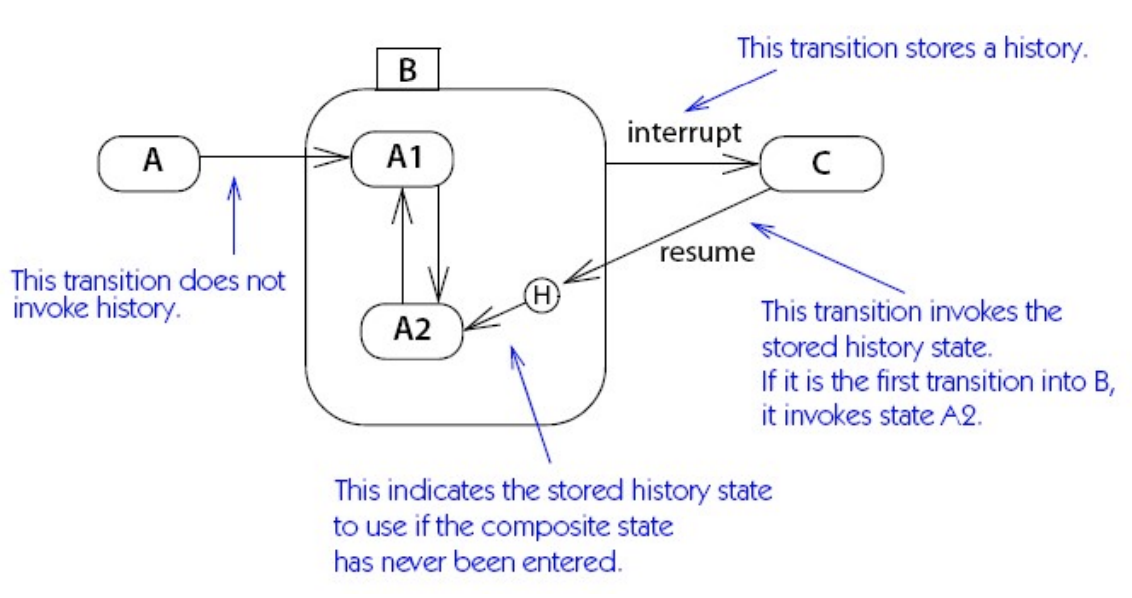 This transition stores a history.
B
interrupt
A
A1
C
resume
This transition does not
invoke history.
H
A2
This transition invokes the
stored history state.
If it is the first transition into B,
it invokes state A2.
This indicates the stored history state
to use if the composite state
has never been entered.